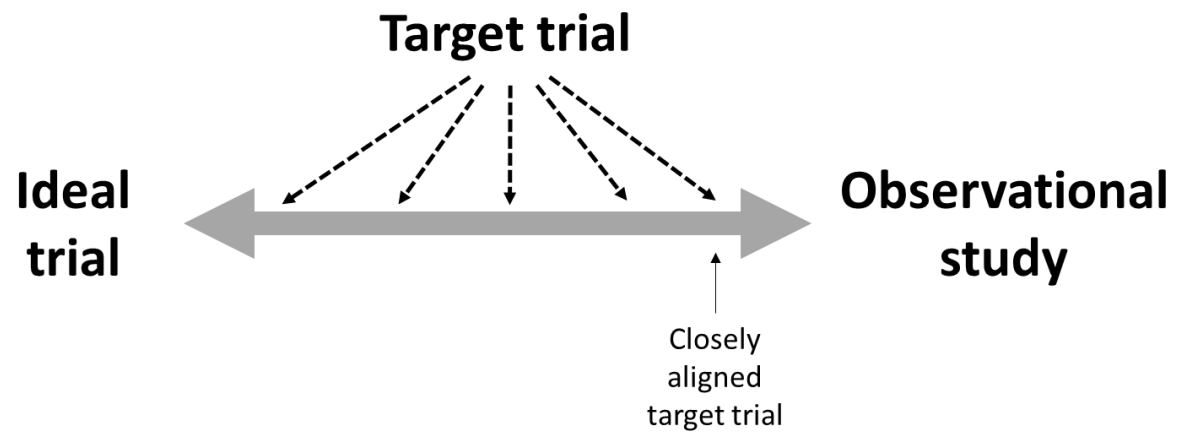 Target trial
Ideal
trial
Observational
study
Closely
aligned
target trial